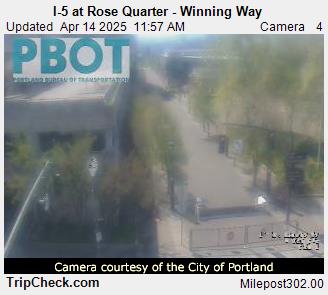 I-5 at Rose Quarter - Winning Way
Updated Apr 14 2025 11:57 AM Camera 4
PBOT
PORTLAND BUREAU OF TRANSPORTATION
Camera courtesy of the City of Portland
TripCheck.com Milepost302.00